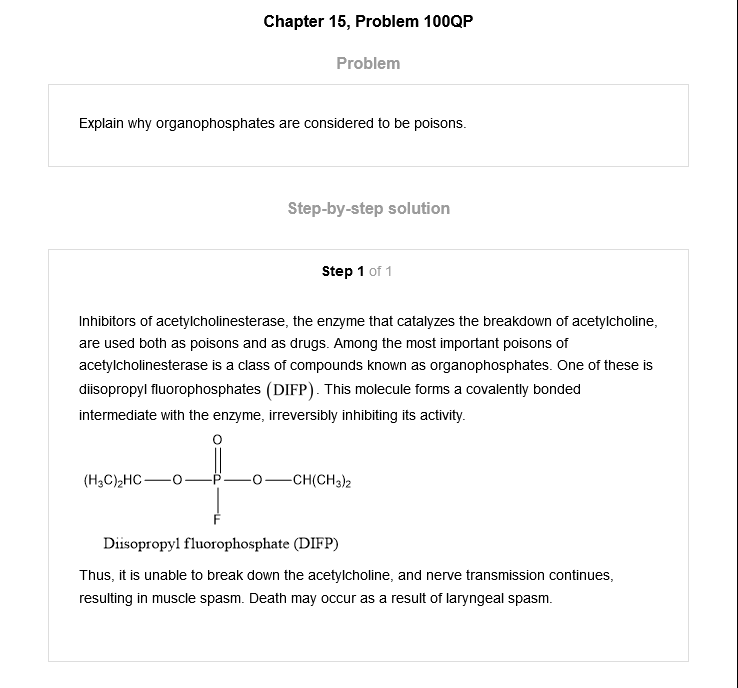 Chapter 15, Problem 100QP
Problem
Explain why organophosphates are considered to be poisons.
Step-by-step solution
Step 1 of 1
Inhibitors of acetylcholinesterase, the enzyme that catalyzes the breakdown of acetylcholine,
are used both as poisons and as drugs. Among the most important poisons of
acetylcholinesterase is a class of compounds known as organophosphates. One of these is
diisopropyl fluorophosphates (DIFP). This molecule forms a covalently bonded
intermediate with the enzyme, irreversibly inhibiting its activity.
O
(H₃C)₂HC—O—P—O—CH(CH₃)₂
F
Diisopropyl fluorophosphate (DIFP)
Thus, it is unable to break down the acetylcholine, and nerve transmission continues,
resulting in muscle spasm. Death may occur as a result of laryngeal spasm.